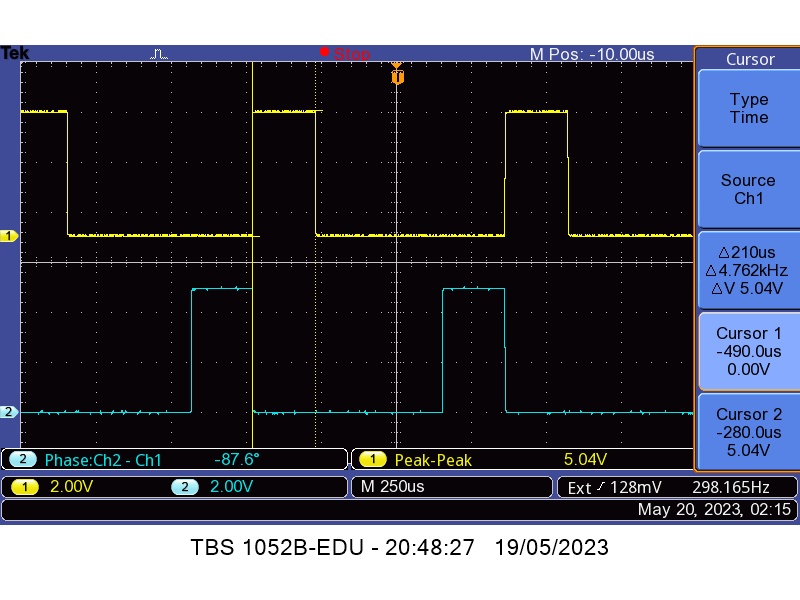 Tek Stop M Pos: -10.00us Cursor
T
Type
Time
Source
Ch1
1
△210us
△4.762kHz
△V 5.04V
Cursor 1
-490.0us
0.00V
2
Cursor 2
-280.0us
5.04V
2 Phase:Ch2 - Ch1 -87.6° 1 Peak-Peak 5.04V
1 2.00V 2 2.00V M 250us Ext 128mV 298.165Hz
May 20, 2023, 02:15
TBS 1052B-EDU - 20:48:27 19/05/2023